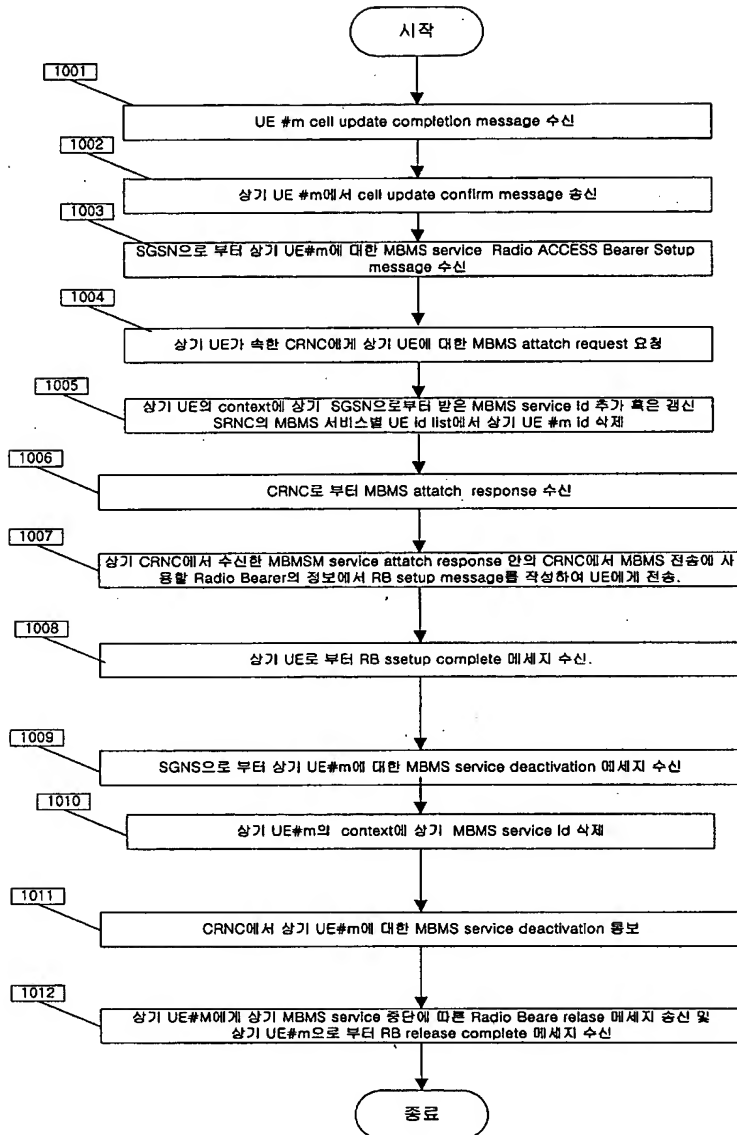 시작
1001
UE #m cell update completion message 수신
1002
상기 UE #m에서 cell update confirm message 송신
1003
SGSN으로 부터 상기 UE#m에 대한 MBMS service Radio ACCESS Bearer Setup
message 수신
1004
상기 UE가 속한 CRNC에게 상기 UE에 대한 MBMS attatch request 요청
1005
상기 UE의 context에 상기 SGSN으로부터 받은 MBMS service id 추가 혹은 갱신
SRNC의 MBMS 서비스별 UE id list에서 상기 UE #m id 삭제
1006
CRNC로 부터 MBMS attatch response 수신
1007
상기 CRNC에서 수신한 MBMSM service attatch response 안의 CRNC에서 MBMS 전송에 사
용할 Radio Bearer의 정보에서 RB setup message를 작성하여 UE에게 전송.
1008
상기 UE로 부터 RB ssetup complete 메세지 수신.
1009
SGNS으로 부터 상기 UE#m에 대한 MBMS service deactivation 메세지 수신
1010
상기 UE#m의 context에 상기 MBMS service id 삭제
1011
CRNC에서 상기 UE#m에 대한 MBMS service deactivation 통보
1012
상기 UE#M에게 상기 MBMS service 중단에 따른 Radio Beare relase 메세지 송신 및
상기 UE#m으로 부터 RB release complete 메세지 수신
종료